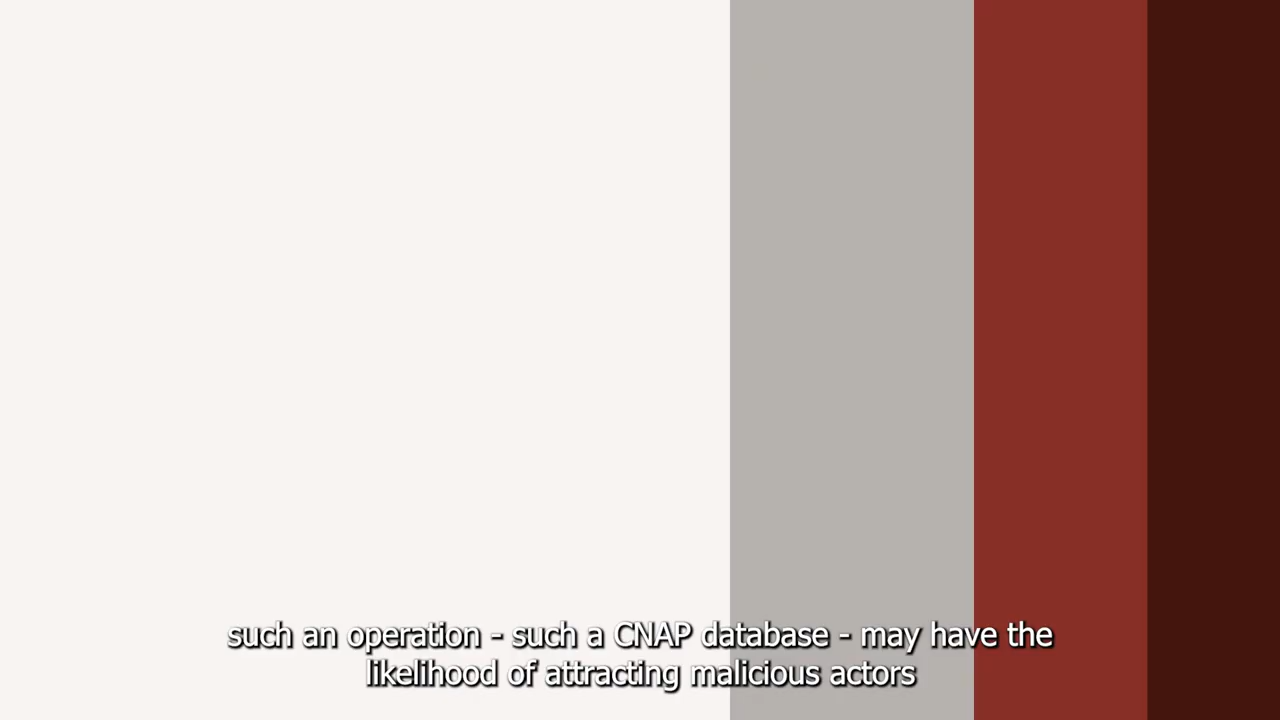 such an operation - such a CNAP database - may have the
likelihood of attracting malicious actors